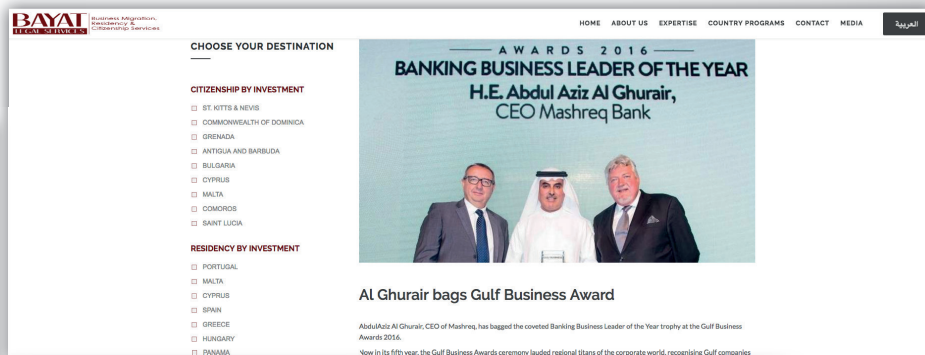 BAYAT
LEGAL SERVICES
Business Migration,
Residency &
Citizenship Services
HOME ABOUT US EXPERTISE COUNTRY PROGRAMS CONTACT MEDIA العربية
CHOOSE YOUR DESTINATION
CITIZENSHIP BY INVESTMENT
ST. KITTS & NEVIS
COMMONWEALTH OF DOMINICA
GRENADA
ANTIGUA AND BARBUDA
BULGARIA
CYPRUS
MALTA
COMOROS
SAINT LUCIA
RESIDENCY BY INVESTMENT
PORTUGAL
MALTA
CYPRUS
SPAIN
GREECE
HUNGARY
PANAMA
AWARDS 2016
BANKING BUSINESS LEADER OF THE YEAR
H.E. Abdul Aziz Al Ghurair,
CEO Mashreq Bank
Al Ghurair bags Gulf Business Award
AbdulAziz Al Ghurair, CEO of Mashreq, has bagged the coveted Banking Business Leader of the Year trophy at the Gulf Business
Awards 2016.
Now in its fifth year, the Gulf Business Awards ceremony lauded regional titans of the corporate world, recognising Gulf companies